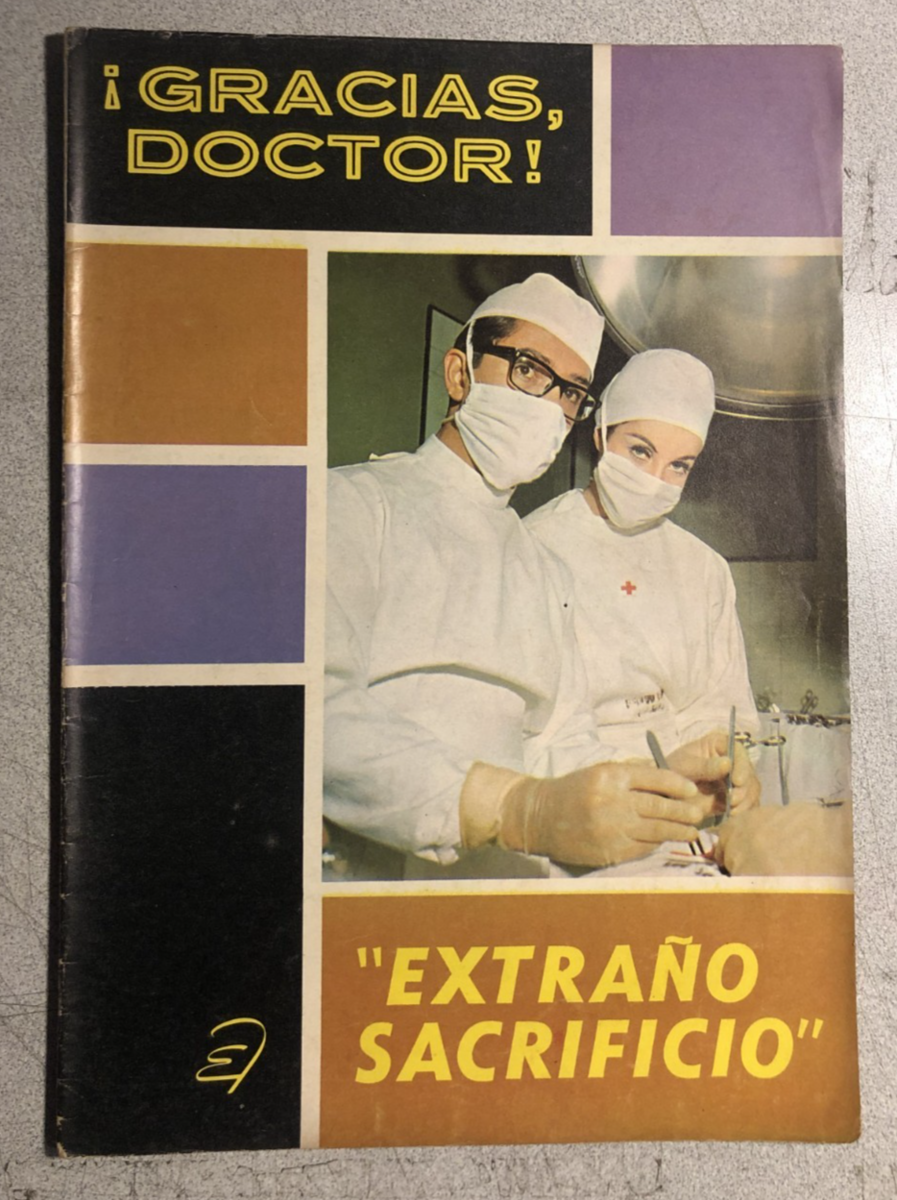 ¡GRACIAS,
DOCTOR!
"EXTRAÑO
SACRIFICIO"